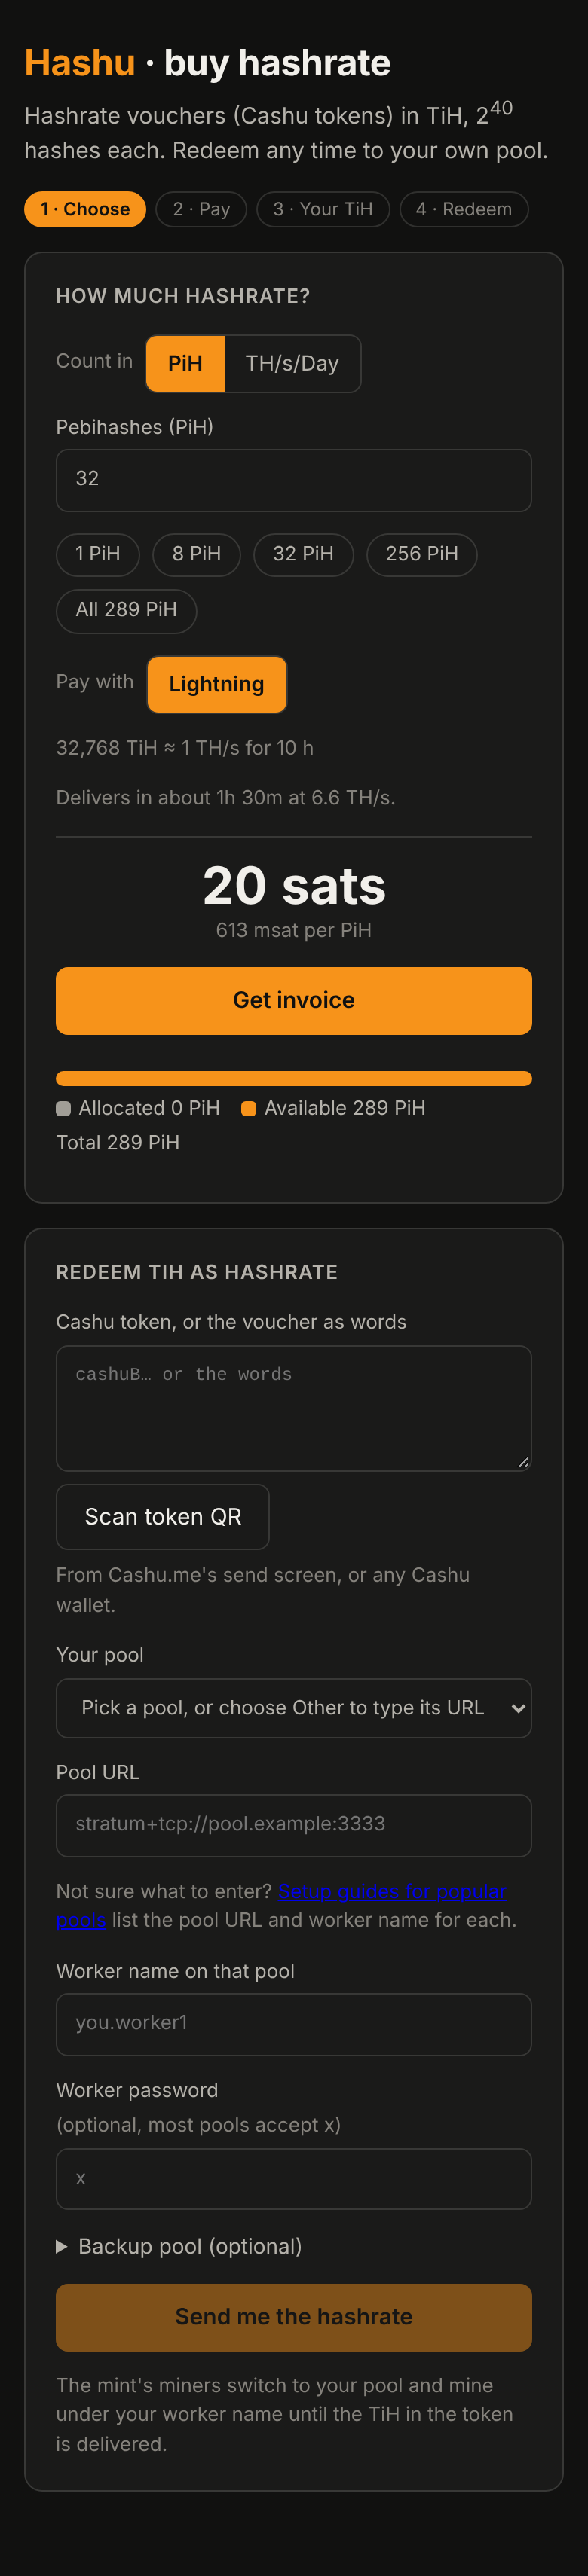 Hashu · buy hashrate
Hashrate vouchers (Cashu tokens) in TiH, 2⁴⁰
hashes each. Redeem any time to your own pool.
1 · Choose 2 · Pay 3 · Your TiH 4 · Redeem
HOW MUCH HASHRATE?
Count in PiH TH/s/Day
Pebihashes (PiH)
32
1 PiH 8 PiH 32 PiH 256 PiH
All 289 PiH
Pay with Lightning
32,768 TiH ≈ 1 TH/s for 10 h
Delivers in about 1h 30m at 6.6 TH/s.
20 sats
613 msat per PiH
Get invoice
Allocated 0 PiH Available 289 PiH
Total 289 PiH
REDEEM TIH AS HASHRATE
Cashu token, or the voucher as words
cashuB… or the words
Scan token QR
From Cashu.me's send screen, or any Cashu
wallet.
Your pool
Pick a pool, or choose Other to type its URL
Pool URL
stratum+tcp://pool.example:3333
Not sure what to enter? Setup guides for popular
pools list the pool URL and worker name for each.
Worker name on that pool
you.worker1
Worker password
(optional, most pools accept x)
x
Backup pool (optional)
Send me the hashrate
The mint's miners switch to your pool and mine
under your worker name until the TiH in the token
is delivered.